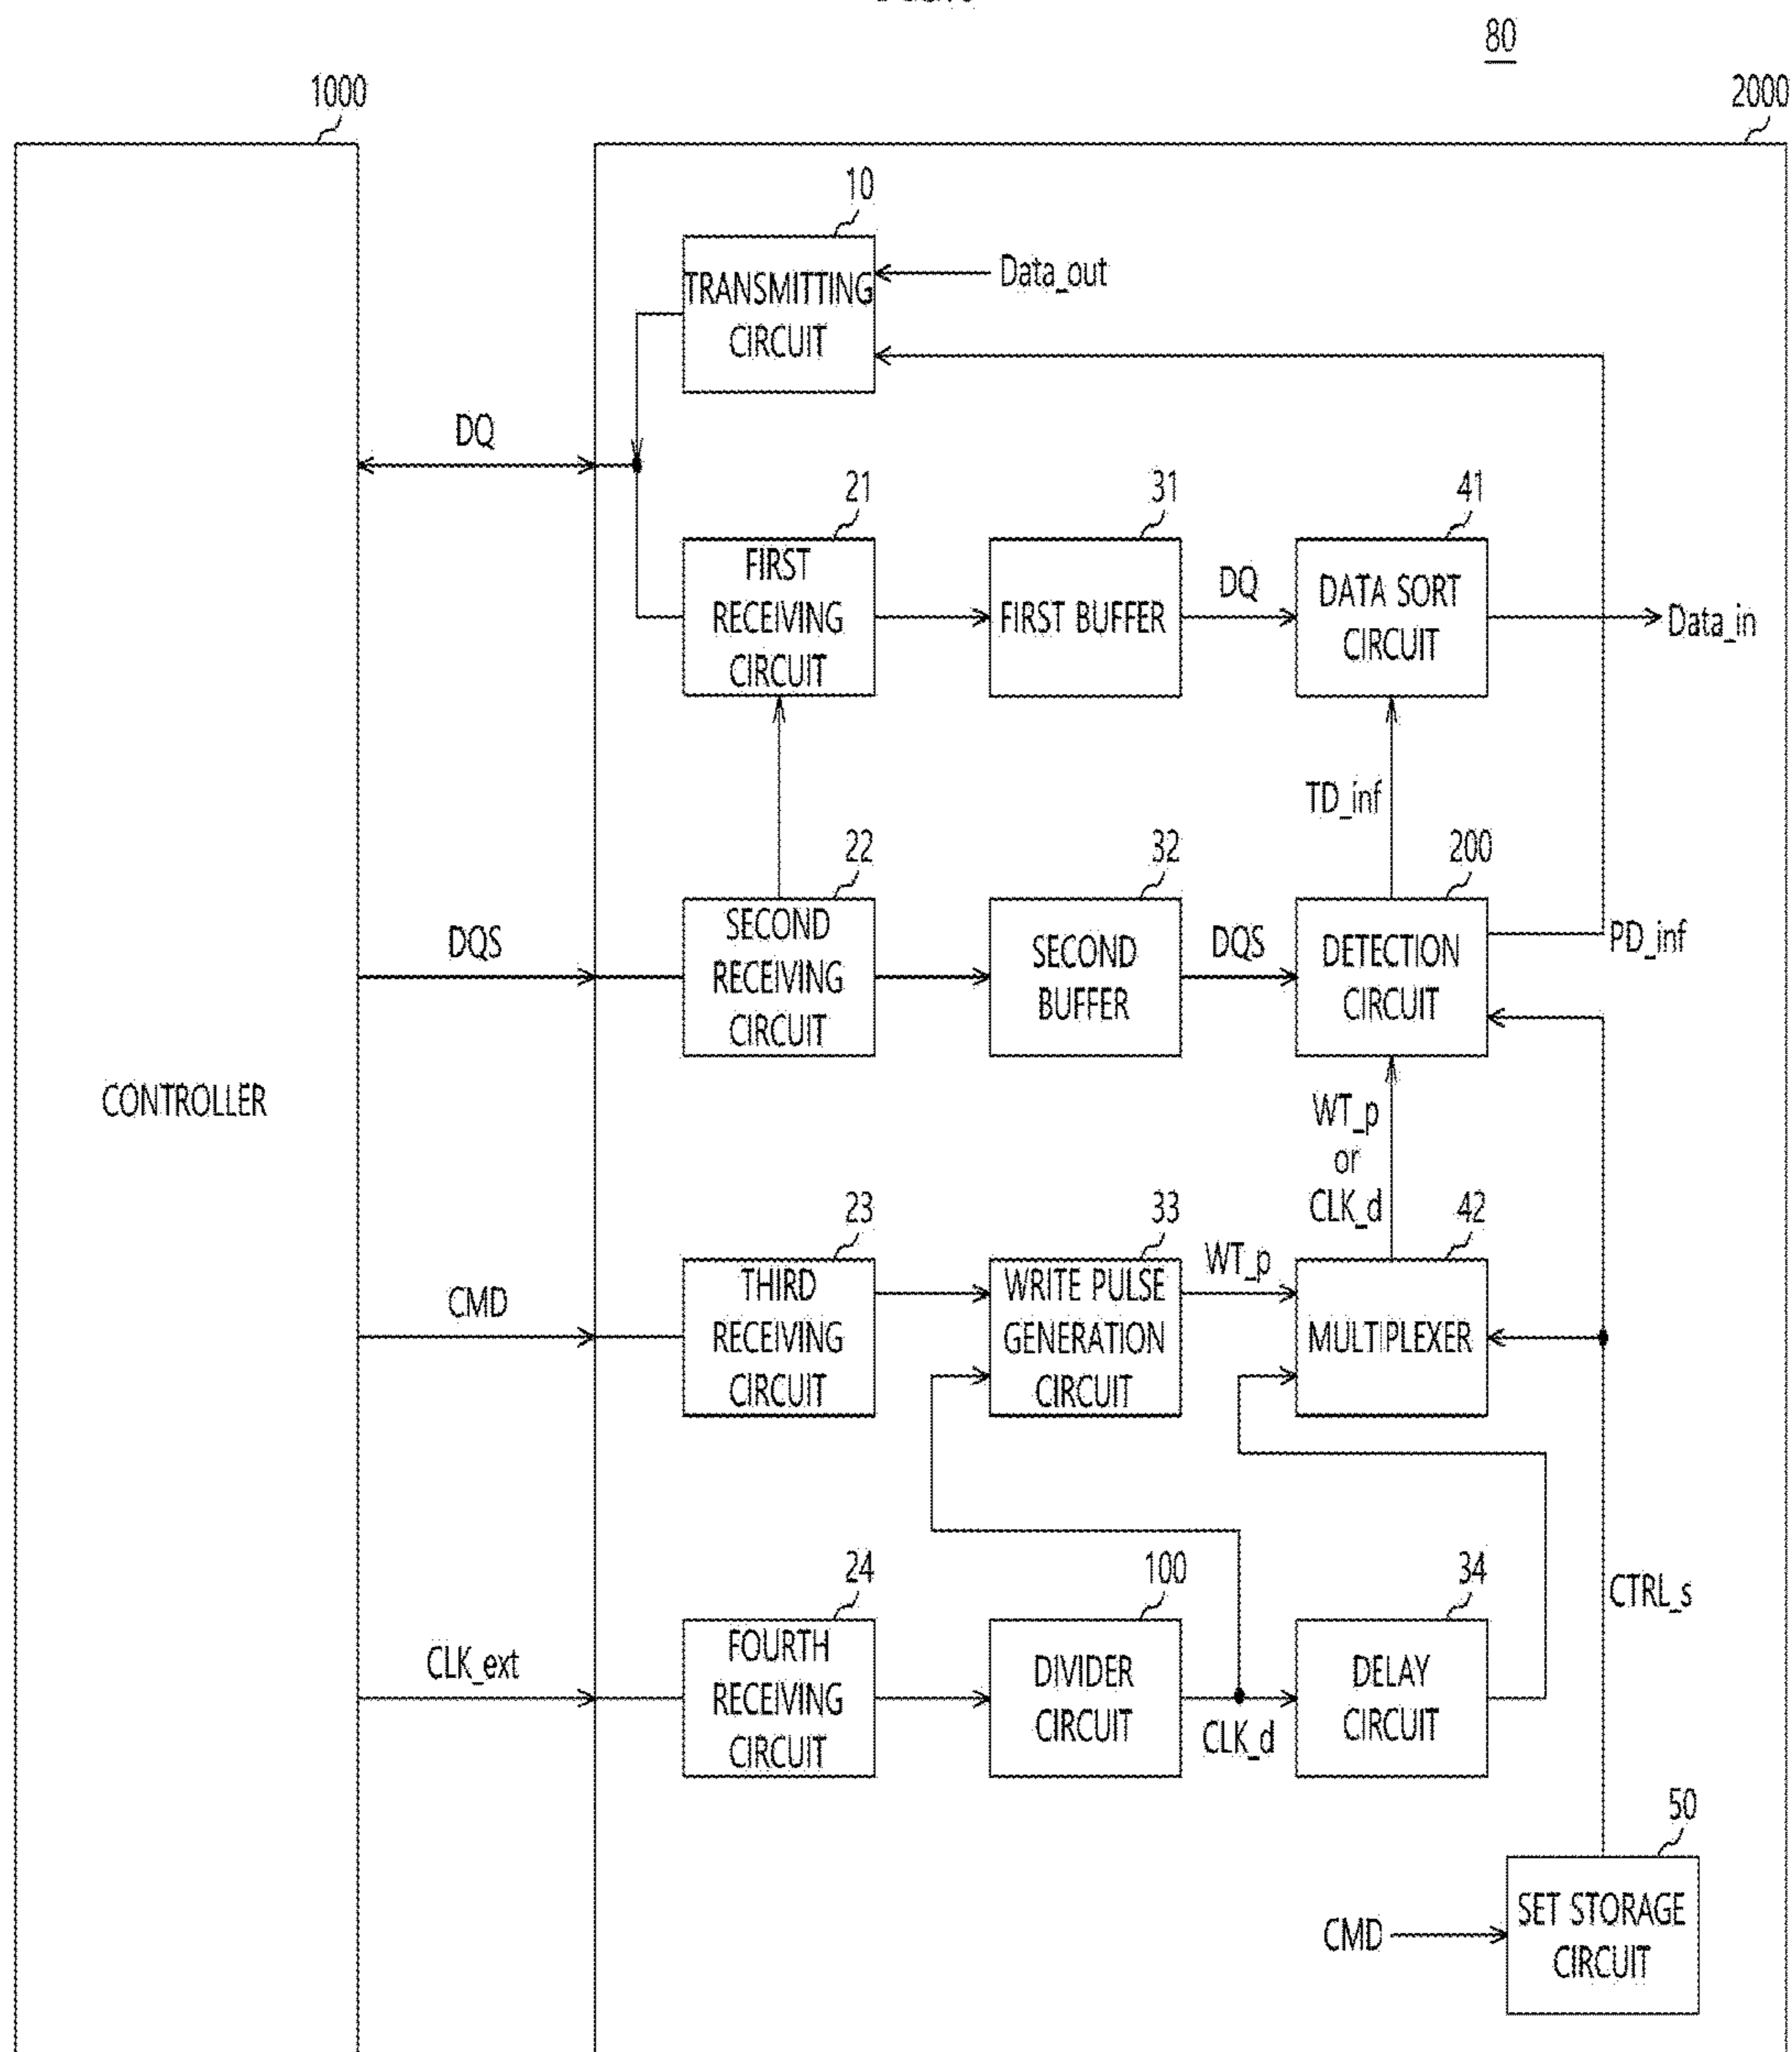 80
1000
2000
10
TRANSMITTING
CIRCUIT
Data_out
DQ
21
FIRST
RECEIVING
CIRCUIT
31
FIRST BUFFER
DQ
41
DATA SORT
CIRCUIT
Data_in
TD_inf
22
SECOND
RECEIVING
CIRCUIT
32
SECOND
BUFFER
DQS
DQS
200
DETECTION
CIRCUIT
PD_inf
CONTROLLER
WT_p
or
CLK_d
CMD
23
THIRD
RECEIVING
CIRCUIT
33
WRITE PULSE
GENERATION
CIRCUIT
WT_p
42
MULTIPLEXER
CLK_ext
24
FOURTH
RECEIVING
CIRCUIT
100
DIVIDER
CIRCUIT
CLK_d
34
DELAY
CIRCUIT
CTRL_s
50
CMD
SET STORAGE
CIRCUIT